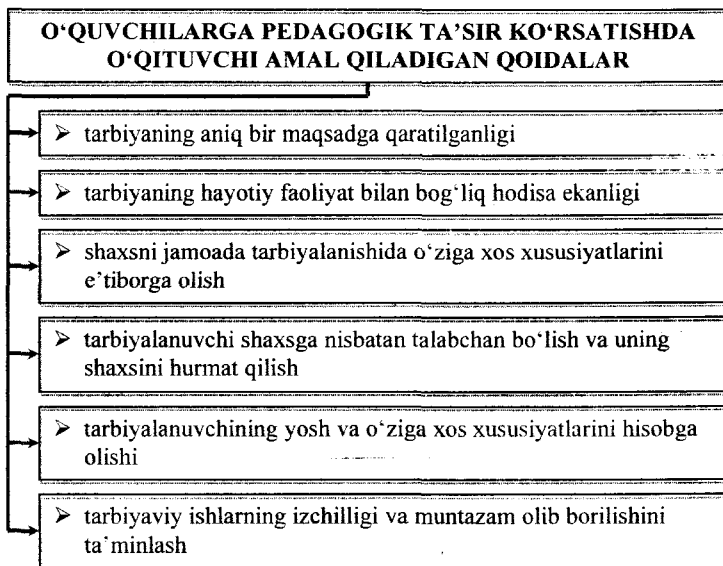 O‘QUVCHILARGA PEDAGOGIK TA’SIR KO‘RSATISHDA
O‘QITUVCHI AMAL QILADIGAN QOIDALAR
➢ tarbiyaning aniq bir maqsadga qaratilganligi
➢ tarbiyaning hayotiy faoliyat bilan bog‘liq hodisa ekanligi
➢ shaxsni jamoada tarbiyalanishida o‘ziga xos xususiyatlarini
e’tiborga olish
➢ tarbiyalanuvchi shaxsga nisbatan talabchan bo‘lish va uning
shaxsini hurmat qilish
➢ tarbiyalanuvchining yosh va o‘ziga xos xususiyatlarini hisobga
olishi
➢ tarbiyaviy ishlarning izchilligi va muntazam olib borilishini
ta’minlash